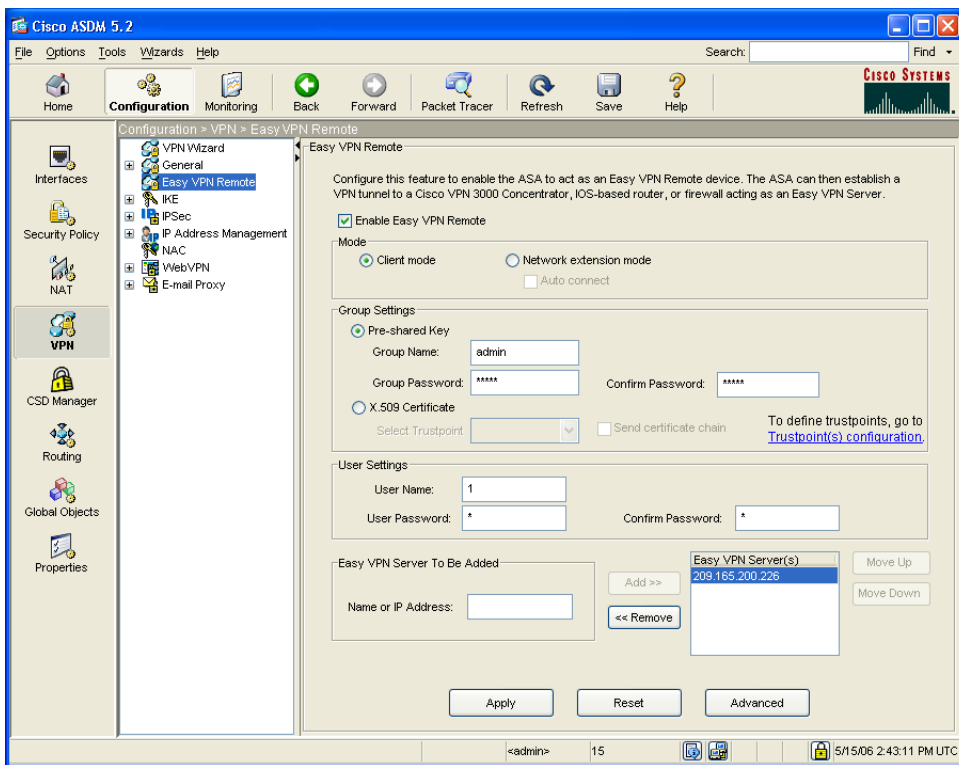 Cisco ASDM 5.2
File Options Tools Wizards Help Search: Find
Home Configuration Monitoring Back Forward Packet Tracer Refresh Save Help
CISCO SYSTEMS
Configuration > VPN > Easy VPN Remote
Interfaces
Security Policy
NAT
VPN
CSD Manager
Routing
Global Objects
Properties
VPN Wizard
General
Easy VPN Remote
IKE
IPSec
IP Address Management
NAC
WebVPN
E-mail Proxy
Easy VPN Remote
Configure this feature to enable the ASA to act as an Easy VPN Remote device. The ASA can then establish a
VPN tunnel to a Cisco VPN 3000 Concentrator, IOS-based router, or firewall acting as an Easy VPN Server.
Enable Easy VPN Remote
Mode
Client mode Network extension mode
Auto connect
Group Settings
Pre-shared Key
Group Name: admin
Group Password: ***** Confirm Password: *****
X.509 Certificate
Select Trustpoint Send certificate chain
To define trustpoints, go to
Trustpoint(s) configuration.
User Settings
User Name: 1
User Password: * Confirm Password: *
Easy VPN Server To Be Added
Name or IP Address:
Add >>
<< Remove
Easy VPN Server(s)
209.165.200.226
Move Up
Move Down
Apply Reset Advanced
<admin> 15 5/15/06 2:43:11 PM UTC